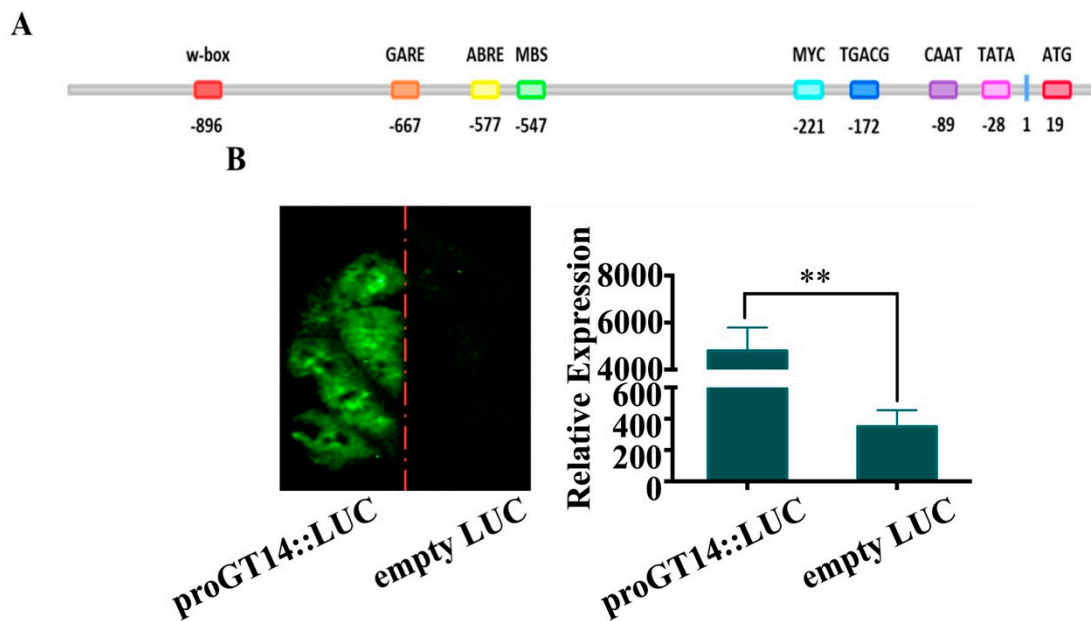 A
w-box GARE ABRE MBS MYC TGACG CAAT TATA ATG
-896 -667 -577 -547 -221 -172 -89 -28 1 19
B
Relative Expression
8000
6000
4000
600
400
200
0
**
proGT14::LUC
empty LUC
proGT14::LUC
empty LUC